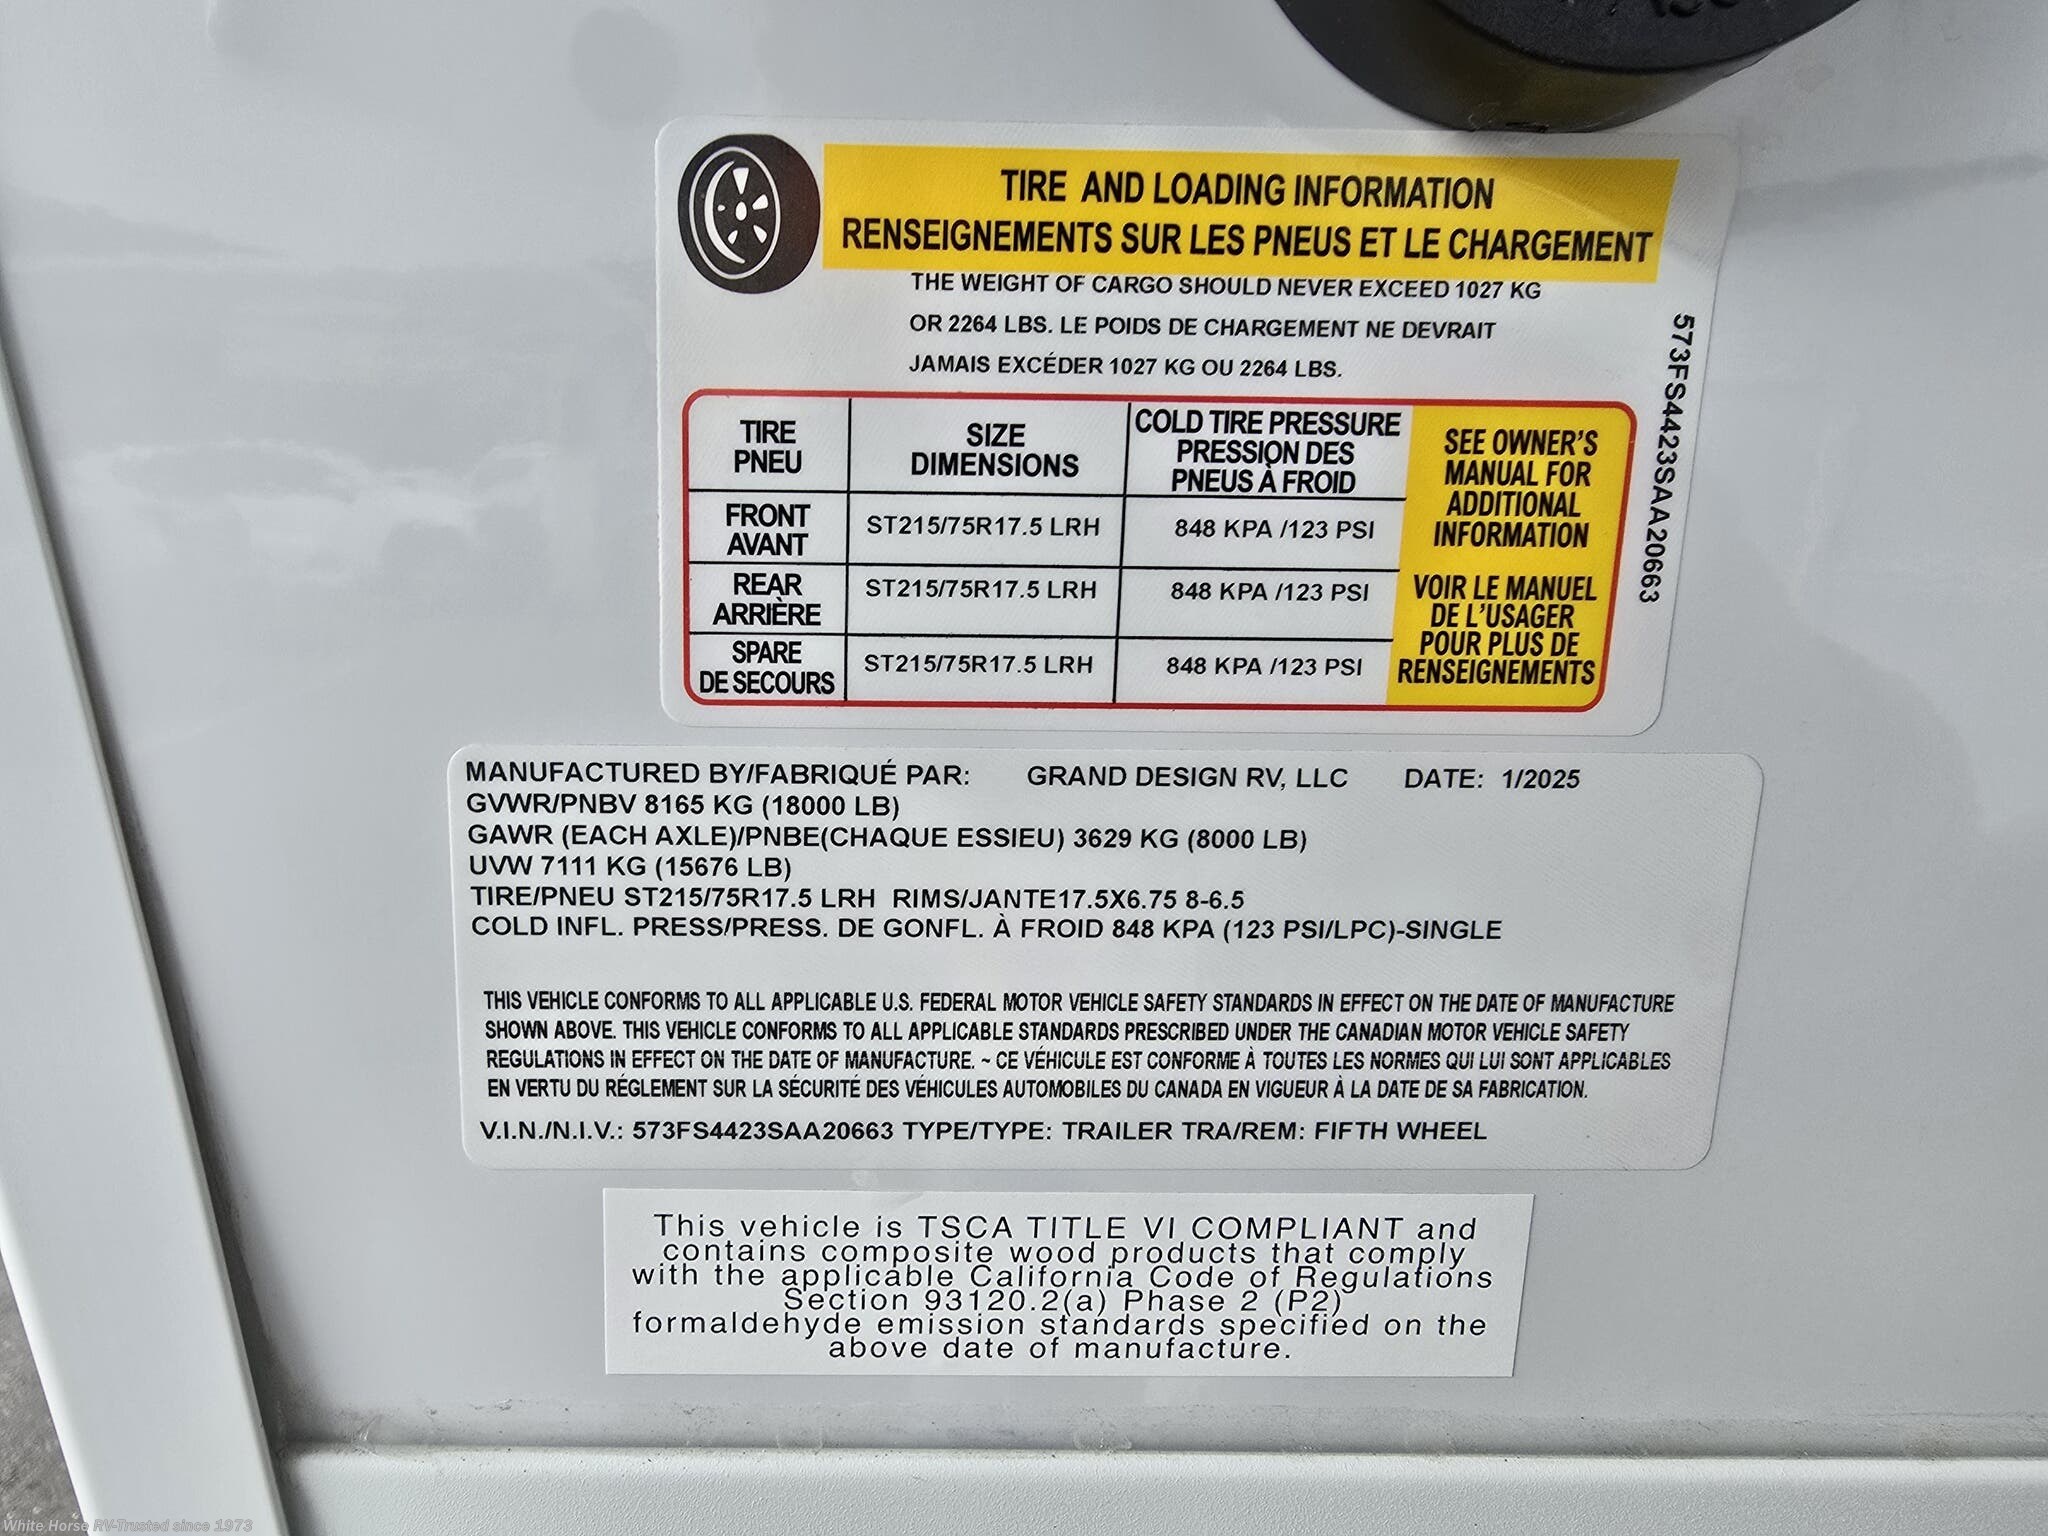 TIRE AND LOADING INFORMATION
RENSEIGNEMENTS SUR LES PNEUS ET LE CHARGEMENT
THE WEIGHT OF CARGO SHOULD NEVER EXCEED 1027 KG
OR 2264 LBS. LE POIDS DE CHARGEMENT NE DEVRAIT
JAMAIS EXCÉDER 1027 KG OU 2264 LBS.
TIRE
PNEU
SIZE
DIMENSIONS
COLD TIRE PRESSURE
PRESSION DES
PNEUS À FROID
FRONT
AVANT
ST215/75R17.5 LRH
848 KPA /123 PSI
REAR
ARRIÈRE
ST215/75R17.5 LRH
848 KPA /123 PSI
SPARE
DE SECOURS
ST215/75R17.5 LRH
848 KPA /123 PSI
SEE OWNER'S
MANUAL FOR
ADDITIONAL
INFORMATION
VOIR LE MANUEL
DE L'USAGER
POUR PLUS DE
RENSEIGNEMENTS
573FS4423SAA20663
MANUFACTURED BY/FABRIQUÉ PAR: GRAND DESIGN RV, LLC DATE: 1/2025
GVWR/PNBV 8165 KG (18000 LB)
GAWR (EACH AXLE)/PNBE(CHAQUE ESSIEU) 3629 KG (8000 LB)
UVW 7111 KG (15676 LB)
TIRE/PNEU ST215/75R17.5 LRH RIMS/JANTE17.5X6.75 8-6.5
COLD INFL. PRESS/PRESS. DE GONFL. À FROID 848 KPA (123 PSI/LPC)-SINGLE
THIS VEHICLE CONFORMS TO ALL APPLICABLE U.S. FEDERAL MOTOR VEHICLE SAFETY STANDARDS IN EFFECT ON THE DATE OF MANUFACTURE
SHOWN ABOVE. THIS VEHICLE CONFORMS TO ALL APPLICABLE STANDARDS PRESCRIBED UNDER THE CANADIAN MOTOR VEHICLE SAFETY
REGULATIONS IN EFFECT ON THE DATE OF MANUFACTURE. ~ CE VÉHICULE EST CONFORME À TOUTES LES NORMES QUI LUI SONT APPLICABLES
EN VERTU DU RÉGLEMENT SUR LA SÉCURITÉ DES VÉHICULES AUTOMOBILES DU CANADA EN VIGUEUR À LA DATE DE SA FABRICATION.
V.I.N./N.I.V.: 573FS4423SAA20663 TYPE/TYPE: TRAILER TRA/REM: FIFTH WHEEL
This vehicle is TSCA TITLE VI COMPLIANT and
contains composite wood products that comply
with the applicable California Code of Regulations
Section 93120.2(a) Phase 2 (P2)
formaldehyde emission standards specified on the
above date of manufacture.
White Horse RV-Trusted since 1973